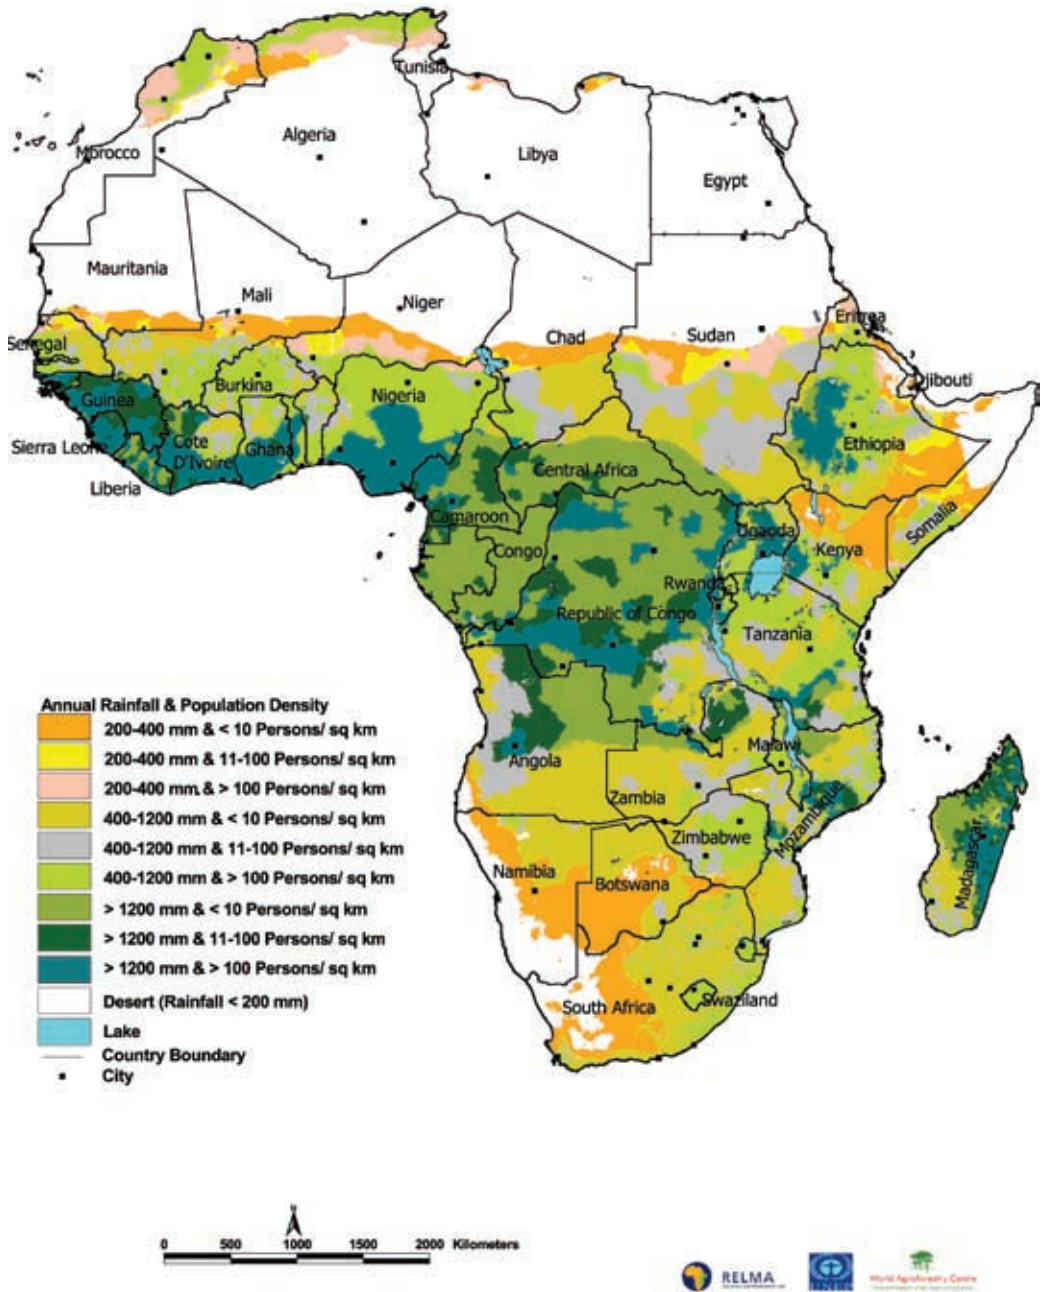 Tunisia
Morocco
Algeria
Libya
Egypt
Mauritania
Mali
Niger
Chad
Sudan
Eritrea
Senegal
Burkina
Nigeria
Djibouti
Guinea
Sierra Leone
Cote
D'Ivoire
Ghana
Ethiopia
Liberia
Central Africa
Camaroon
Somalia
Congo
Uganda
Kenya
Rwanda
Republic of Congo
Tanzania
Annual Rainfall & Population Density
200-400 mm & < 10 Persons/ sq km
200-400 mm & 11-100 Persons/ sq km
200-400 mm & > 100 Persons/ sq km
400-1200 mm & < 10 Persons/ sq km
400-1200 mm & 11-100 Persons/ sq km
400-1200 mm & > 100 Persons/ sq km
> 1200 mm & < 10 Persons/ sq km
> 1200 mm & 11-100 Persons/ sq km
> 1200 mm & > 100 Persons/ sq km
Desert (Rainfall < 200 mm)
Lake
Country Boundary
City
Angola
Malawi
Zambia
Mozambique
Zimbabwe
Madagascar
Namibia
Botswana
South Africa
Swaziland
N
0 500 1000 1500 2000 Kilometers
RELMA
UNEP
World Agroforestry Centre